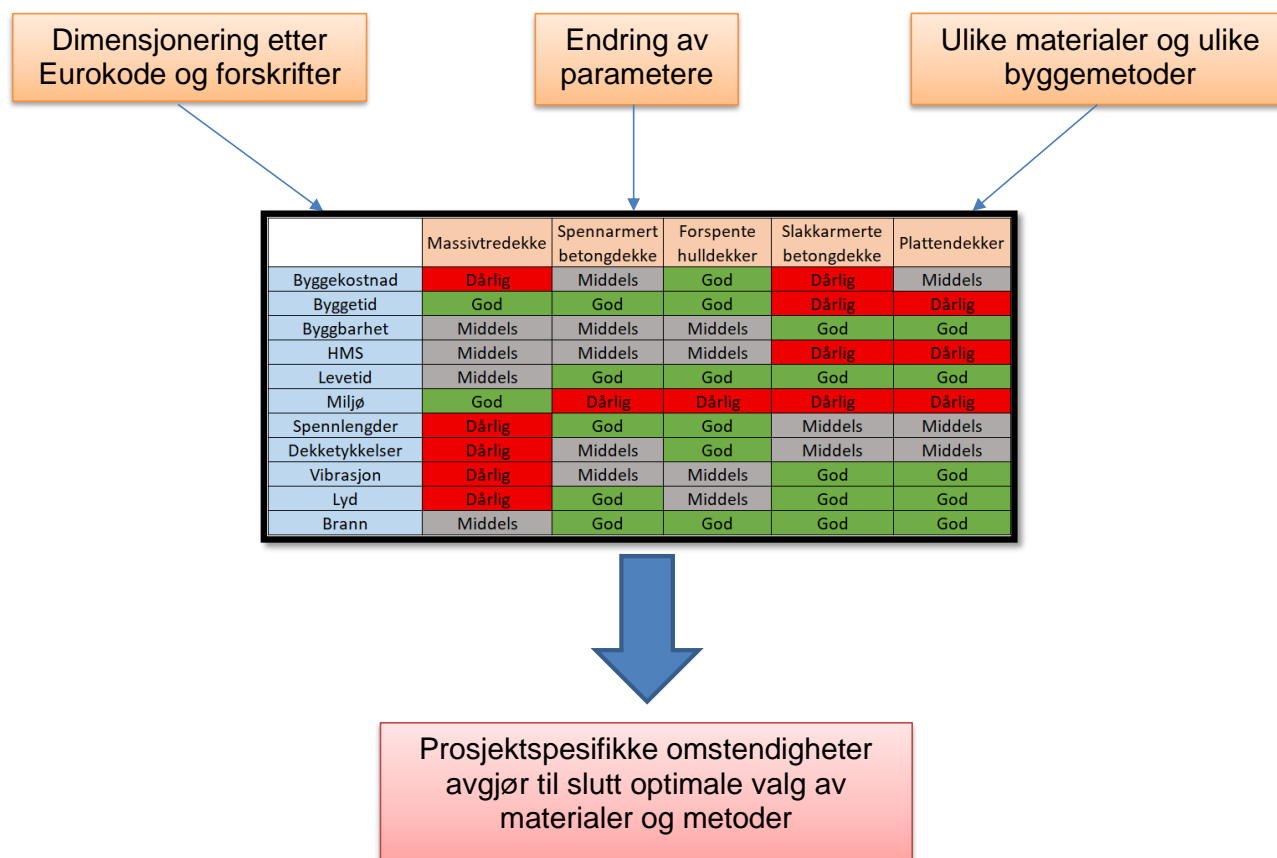 Dimensjonering etter
Eurokode og forskrifter
Endring av
parametere
Ulike materialer og ulike
byggemetoder
Massivtredekke Spennarmert betongdekke Forspente hulldekker Slakkarmerte betongdekke Plattendekker
Byggekostnad Dårlig Middels God Dårlig Middels
Byggetid God God God Dårlig Dårlig
Byggbarhet Middels Middels Middels God God
HMS Middels Middels Middels Dårlig Dårlig
Levetid Middels God God God God
Miljø God Dårlig Dårlig Dårlig Dårlig
Spennlengder Dårlig God God Middels Middels
Dekketykkelser Dårlig Middels God Middels Middels
Vibrasjon Dårlig Middels Middels God God
Lyd Dårlig God Middels God God
Brann Middels God God God God
Prosjektspesifikke omstendigheter
avgjør til slutt optimale valg av
materialer og metoder